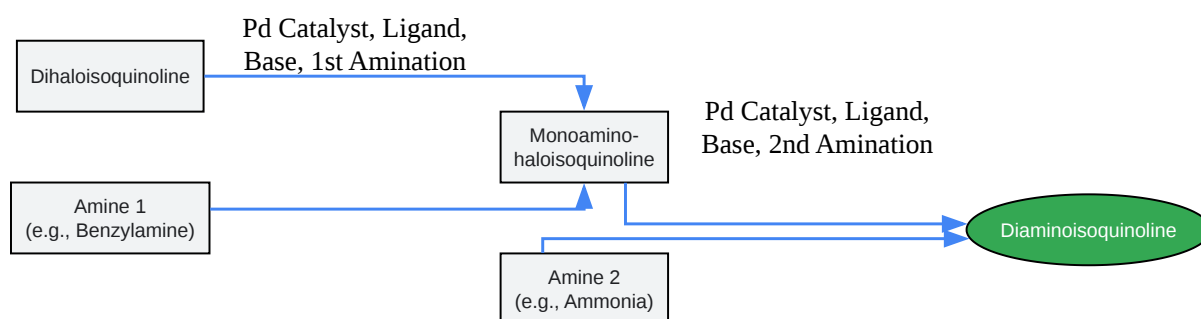 Pd Catalyst, Ligand,
Base, 1st Amination
Dihaloisoquinoline
Monoamino-
haloisoquinoline
Pd Catalyst, Ligand,
Base, 2nd Amination
Amine 1
(e.g., Benzylamine)
Diaminoisoquinoline
Amine 2
(e.g., Ammonia)